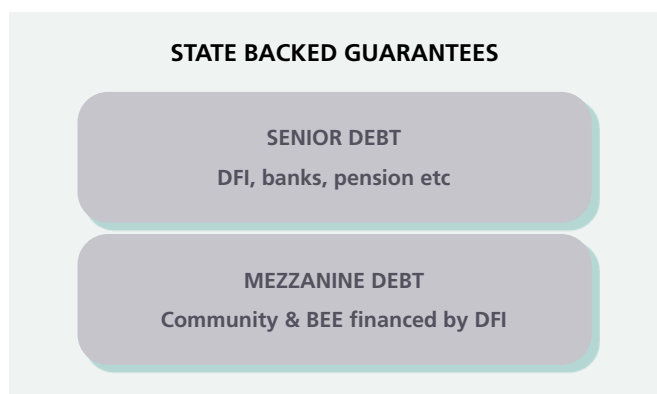 STATE BACKED GUARANTEES
SENIOR DEBT
DFI, banks, pension etc
MEZZANINE DEBT
Community & BEE financed by DFI